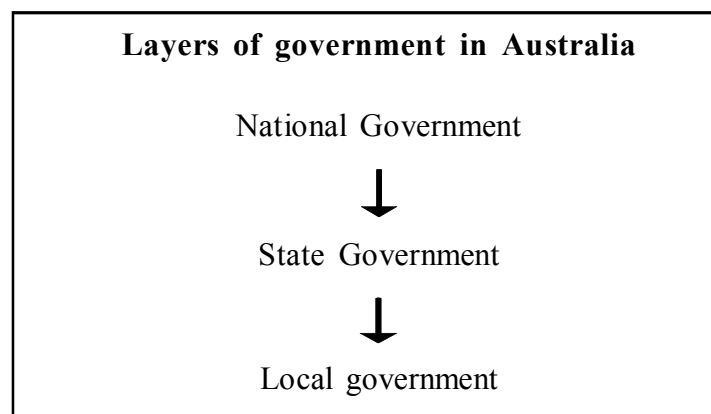 Layers of government in Australia
National Government
State Government
Local government